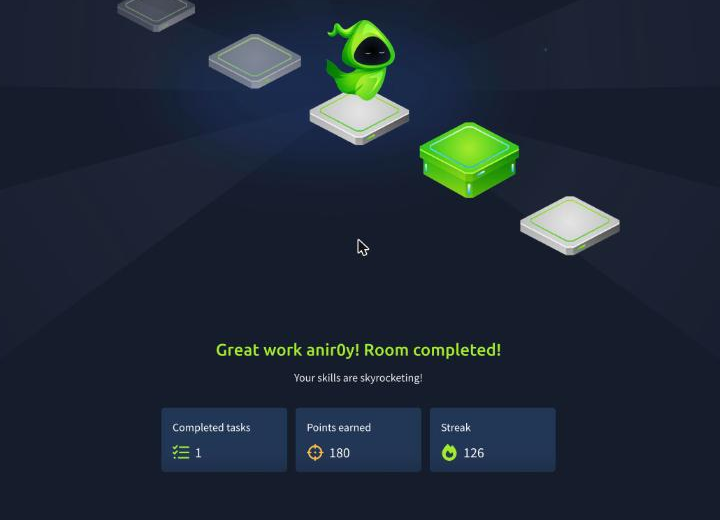 Great work anir0y! Room completed!
Your skills are skyrocketing!
Completed tasks
1
Points earned
180
Streak
126